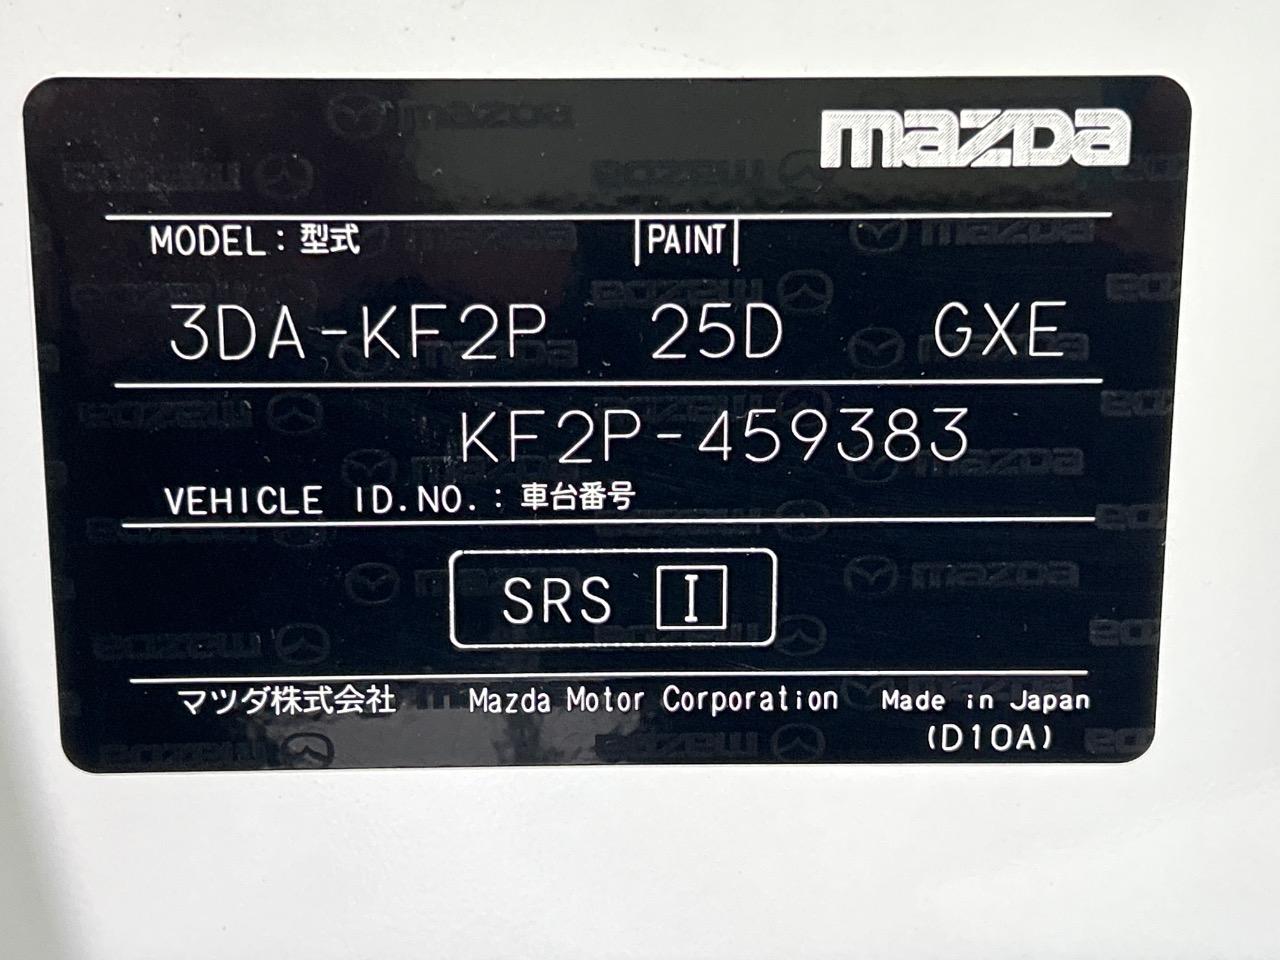 mazda
MODEL : 型式 PAINT
3DA-KF2P 25D GXE
KF2P-459383
VEHICLE ID.NO. : 車台番号
SRS I
マツダ株式会社 Mazda Motor Corporation Made in Japan
(D10A)